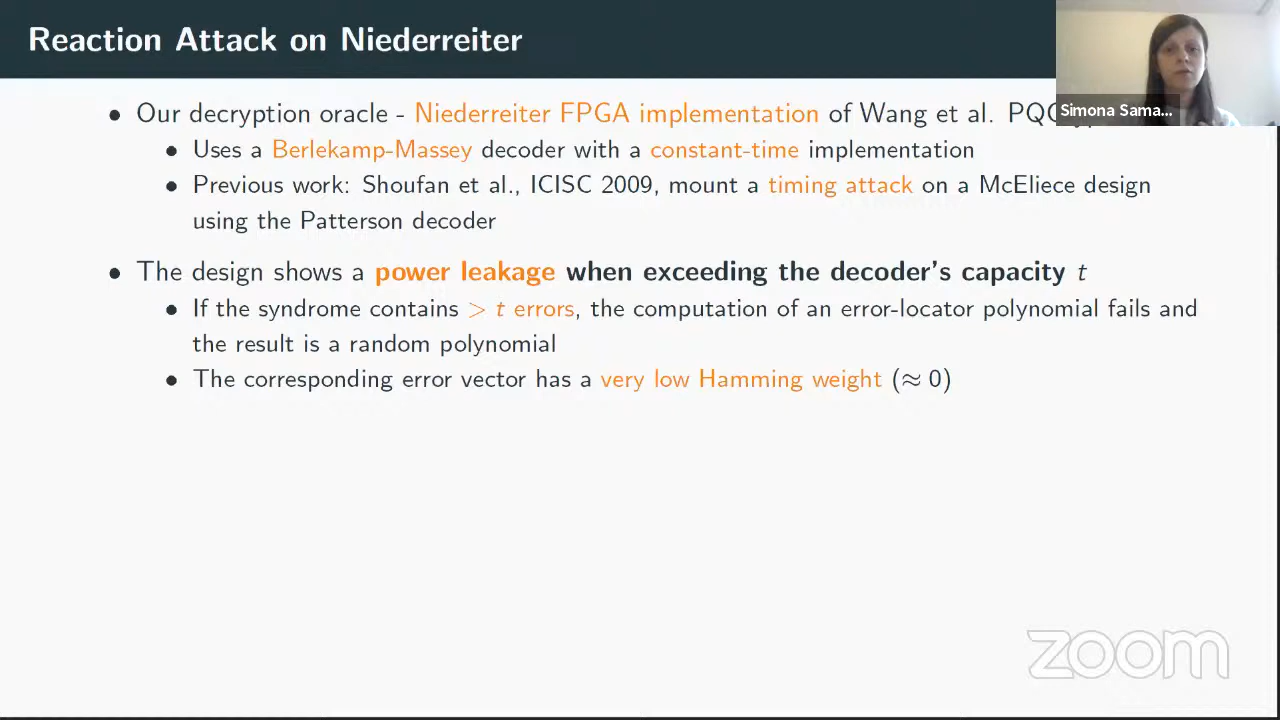 Reaction Attack on Niederreiter
Simona Sama...
• Our decryption oracle - Niederreiter FPGA implementation of Wang et al.
• Uses a Berlekamp-Massey decoder with a constant-time implementation
• Previous work: Shoufan et al., ICISC 2009, mount a timing attack on a McEliece design
using the Patterson decoder
• The design shows a power leakage when exceeding the decoder's capacity t
• If the syndrome contains > t errors, the computation of an error-locator polynomial fails and
the result is a random polynomial
• The corresponding error vector has a very low Hamming weight (≈ 0)
zoom